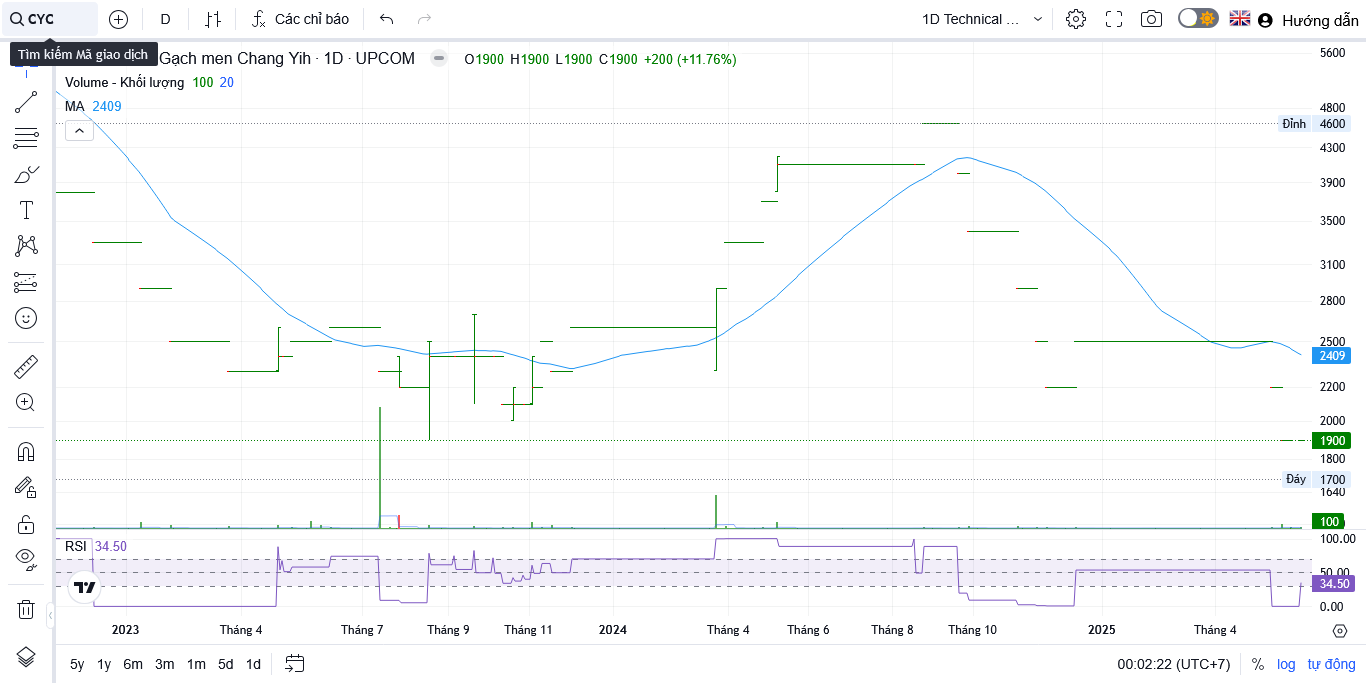 CYC
D
Các chỉ báo
1D Technical ...
Hướng dẫn
Tìm kiếm Mã giao dịch
Gạch men Chang Yih · 1D · UPCOM
O1900 H1900 L1900 C1900 +200 (+11.76%)
Volume - Khối lượng 100 20
MA 2409
5600
4800
Đỉnh 4600
4300
3900
3500
3100
2800
2500
2409
2200
2000
1900
1800
Đáy 1700
1640
100
RSI 34.50
100.00
50.00
34.50
0.00
2023 Tháng 4 Tháng 7 Tháng 9 Tháng 11 2024 Tháng 4 Tháng 6 Tháng 8 Tháng 10 2025 Tháng 4
5y 1y 6m 3m 1m 5d 1d
00:02:22 (UTC+7) % log tự động